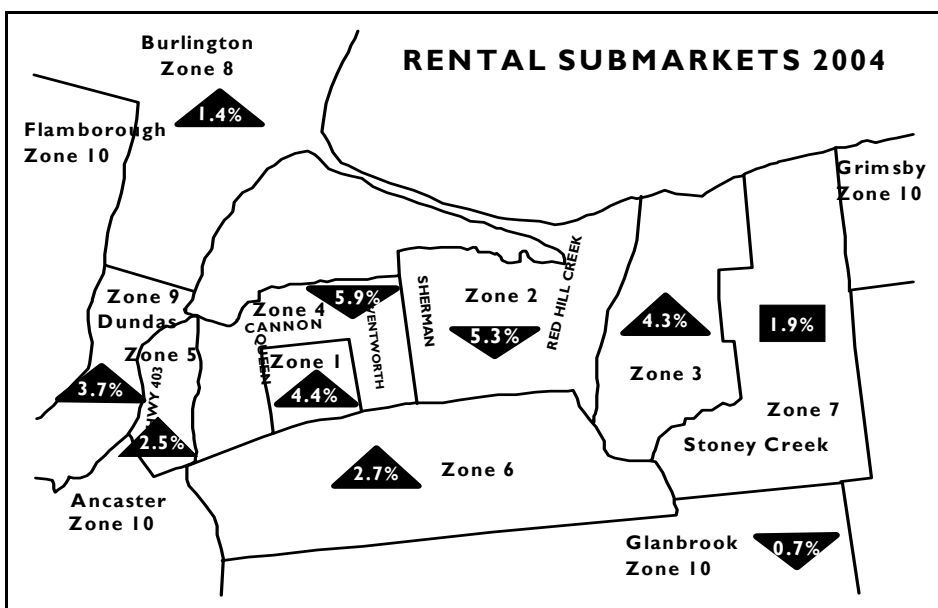 RENTAL SUBMARKETS 2004
Burlington
Zone 8
1.4%
Flamborough
Zone 10
Grimsby
Zone 10
Zone 9
Dundas
Zone 5
3.7%
HWY 403
2.5%
Ancaster
Zone 10
Zone 4
5.9%
CANNON
QUEEN
WENTWORTH
Zone 1
4.4%
SHERMAN
Zone 2
5.3%
RED HILL CREEK
4.3%
Zone 3
1.9%
Zone 7
Stoney Creek
2.7%
Zone 6
Glanbrook
Zone 10
0.7%